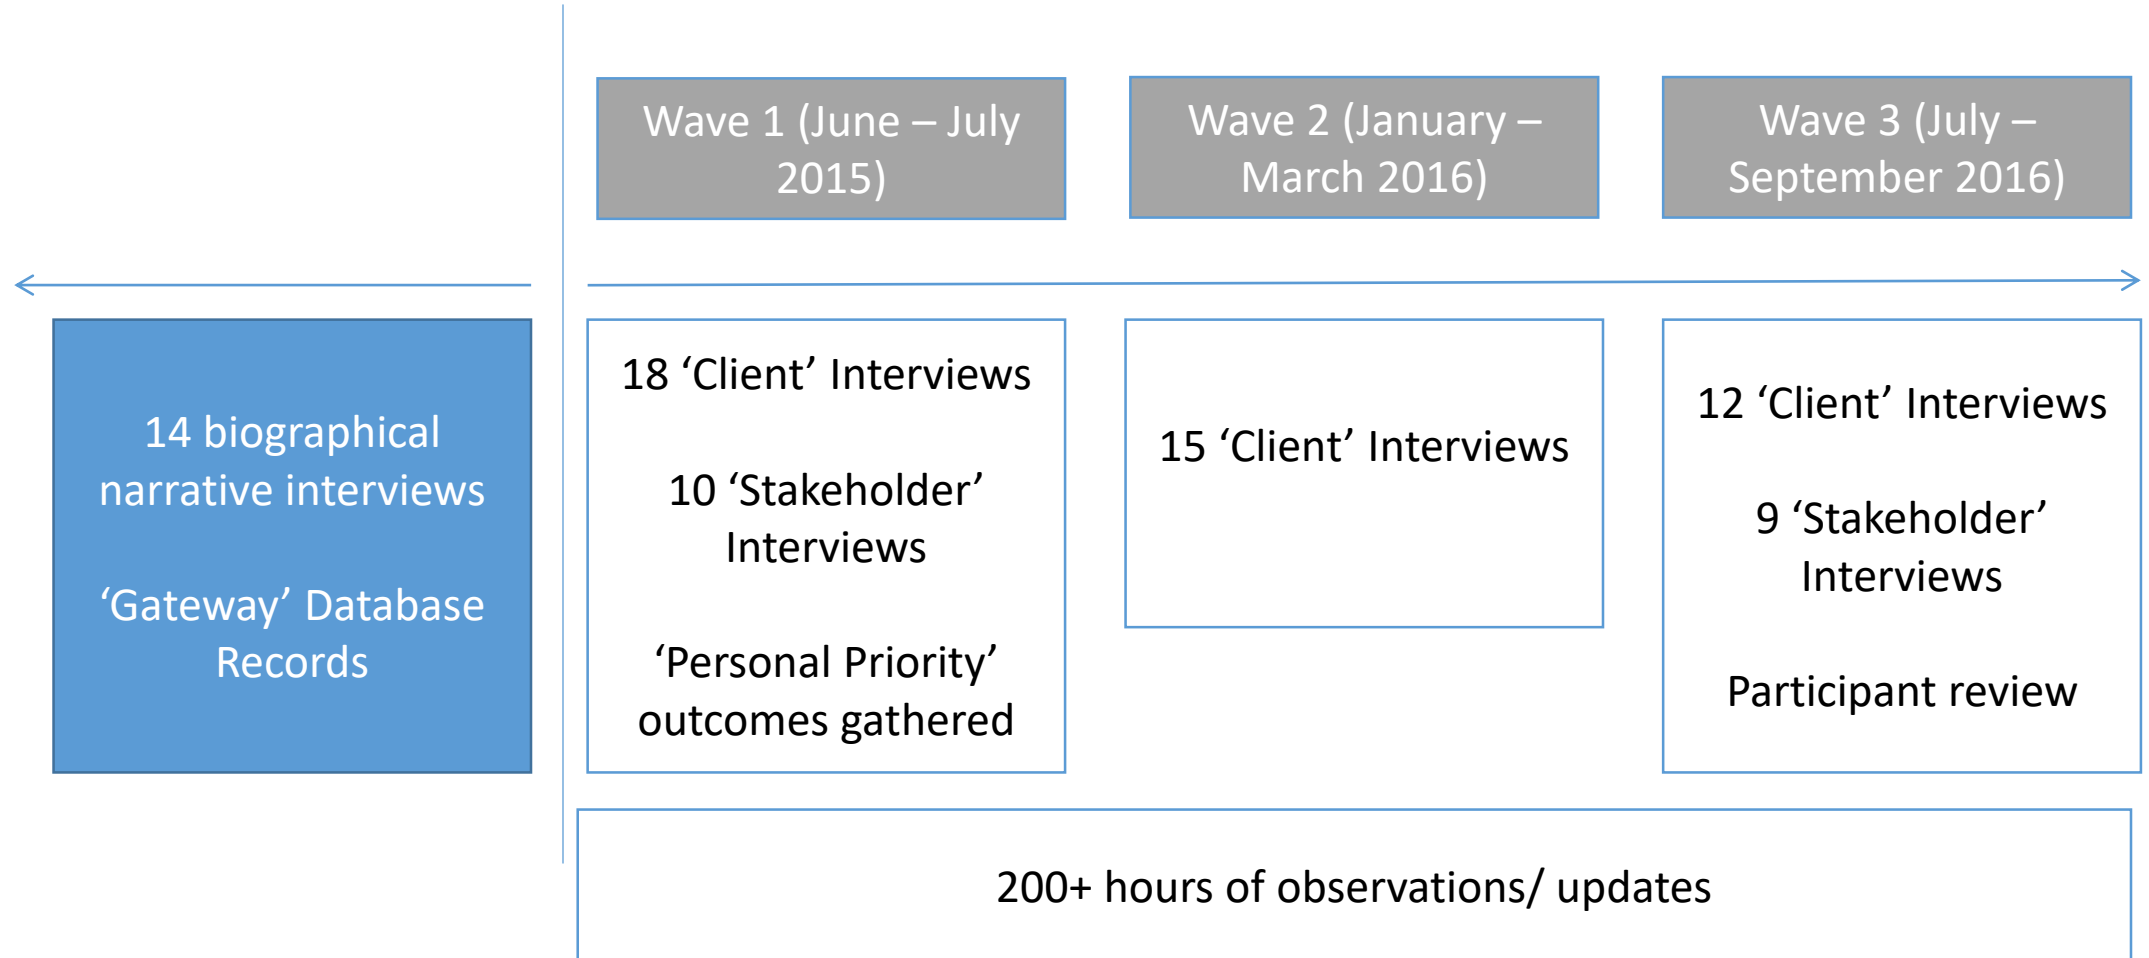 Wave 1 (June – July
2015)
Wave 2 (January –
March 2016)
Wave 3 (July –
September 2016)
14 biographical
narrative interviews
‘Gateway’ Database
Records
18 ‘Client’ Interviews
10 ‘Stakeholder’
Interviews
‘Personal Priority’
outcomes gathered
15 ‘Client’ Interviews
12 ‘Client’ Interviews
9 ‘Stakeholder’
Interviews
Participant review
200+ hours of observations/ updates